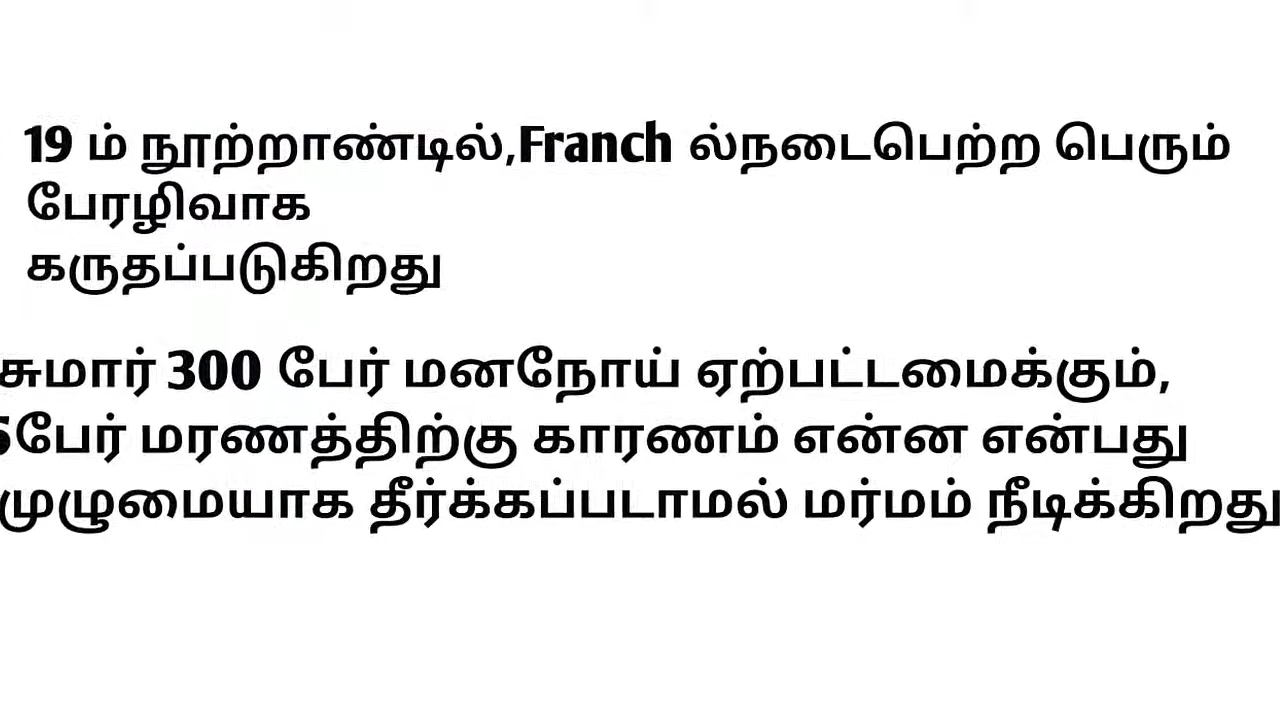 19 ம் நூற்றாண்டில்,Franch ல்நடைபெற்ற பெரும்
பேரழிவாக
கருதப்படுகிறது
சுமார் 300 பேர் மனநோய் ஏற்பட்டமைக்கும்,
5பேர் மரணத்திற்கு காரணம் என்ன என்பது
முழுமையாக தீர்க்கப்படாமல் மர்மம் நீடிக்கிறது